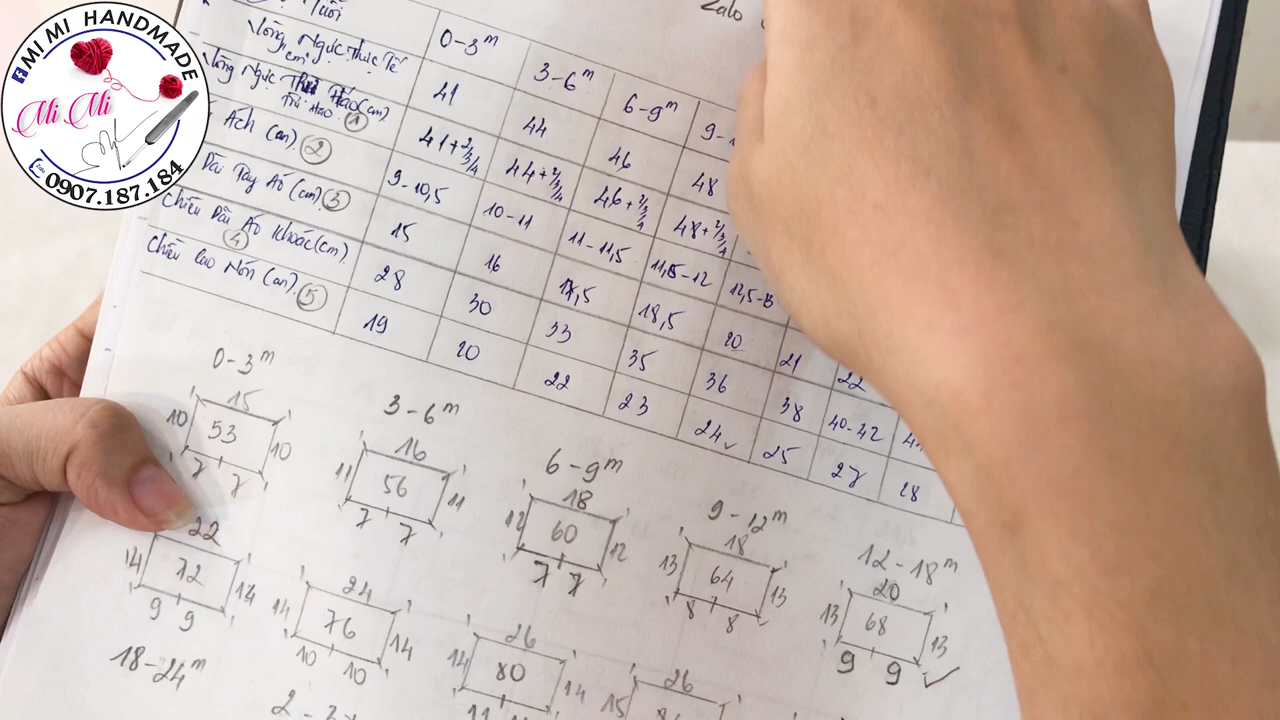 MI MI HANDMADE
Mi Mi
0907.187.184
Tuổi 0-3m 3-6m 6-9m
Zalo
Vòng Ngực Thực Tế "cm" 41 44 46 48
Vòng Ngực Trừ Hao (cm) 1 41+2/3/4 44+2/3/4 46+2/3/4 48+2/3/4
Ách (cm) 2 9-10,5 10-11 11-11,5 11,5-12
Dài Tay Áo (cm) 3 15 16 17,5 18,5 20 21 22
Chiều Dài Áo Khoác (cm) 4 28 30 33 35 36 38 40-42
Chiều Cao Nón (cm) 5 19 20 22 23 24 25 27 28
0-3m
15
10 53 10
7 7
3-6m
16
11 56 11
7 7
6-9m
18
12 60 12
7 7
9-12m
18
13 64 13
8 8
12-18m
20
13 68 13
9 9
22
14 72 14
9 9
18-24m
24
14 76 14
10 10
26
14 80 14
26
15